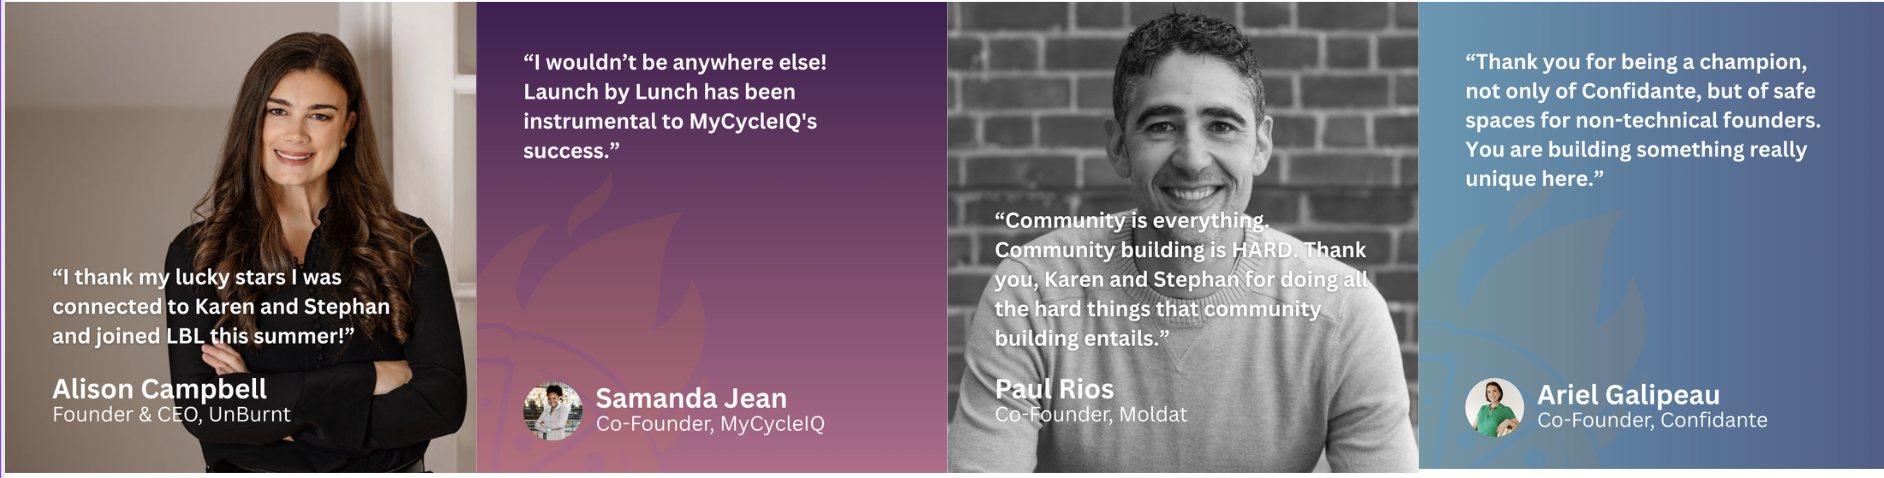 “I thank my lucky stars I was
connected to Karen and Stephan
and joined LBL this summer!”
Alison Campbell
Founder & CEO, UnBurnt
“I wouldn’t be anywhere else!
Launch by Lunch has been
instrumental to MyCycleIQ's
success.”
Samanda Jean
Co-Founder, MyCycleIQ
“Community is everything.
Community building is HARD. Thank
you, Karen and Stephan for doing all
the hard things that community
building entails.”
Paul Rios
Co-Founder, Moldat
“Thank you for being a champion,
not only of Confidante, but of safe
spaces for non-technical founders.
You are building something really
unique here.”
Ariel Galipeau
Co-Founder, Confidante